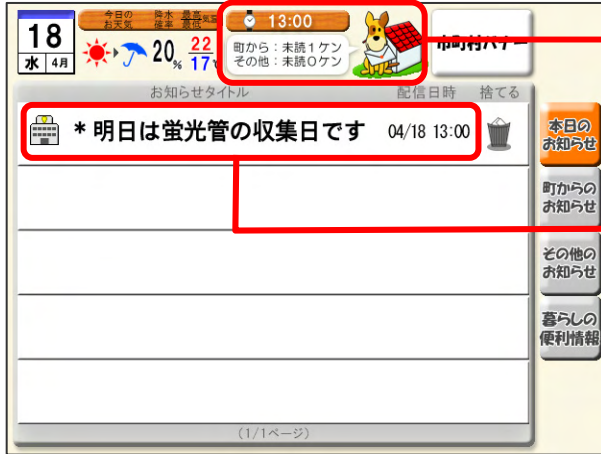 18
水 4月
今日の お天気
降水 確率
最高 最低
20%
22
17
13:00
町から：未読1ケン
その他：未読0ケン
市町村バナー
お知らせタイトル 配信日時 捨てる
*明日は蛍光管の収集日です 04/18 13:00
本日の
お知らせ
町からの
お知らせ
その他の
お知らせ
暮らしの
便利情報
(1/1ページ)